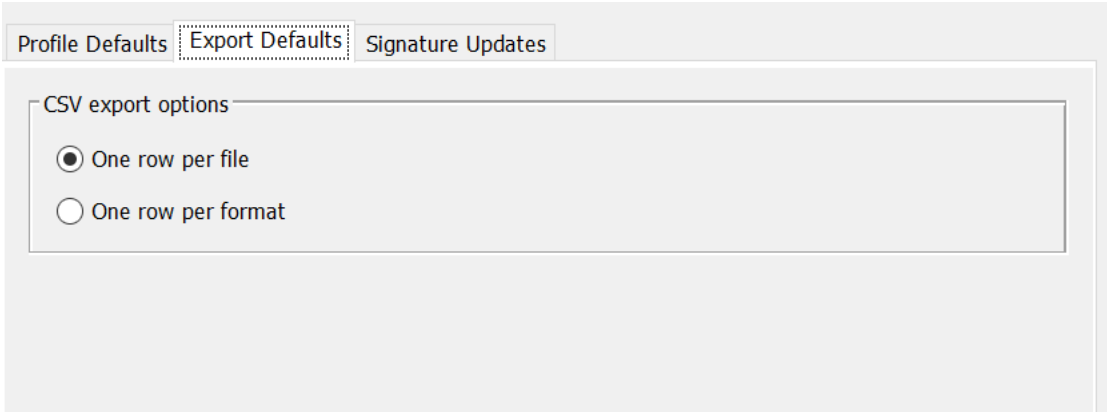 Profile Defaults
Export Defaults
Signature Updates
CSV export options
One row per file
One row per format